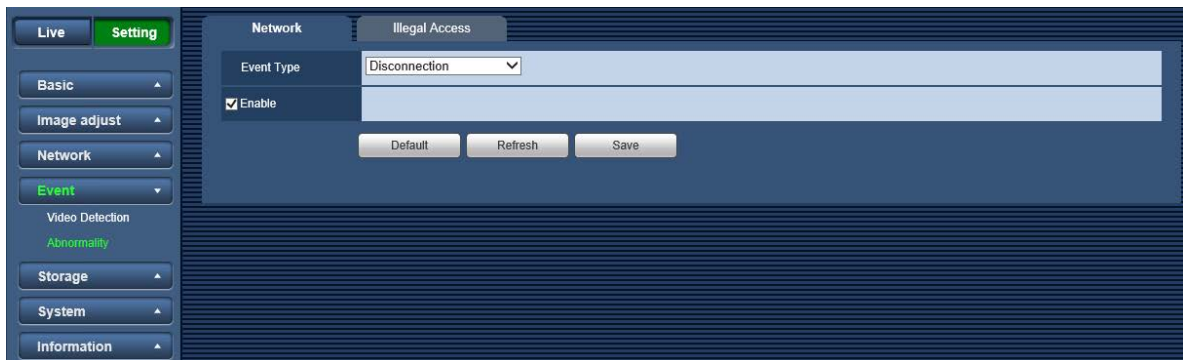 Live
Setting
Basic
Image adjust
Network
Event
Video Detection
Abnormality
Storage
System
Information
Network
Illegal Access
Event Type
Disconnection
Enable
Default
Refresh
Save